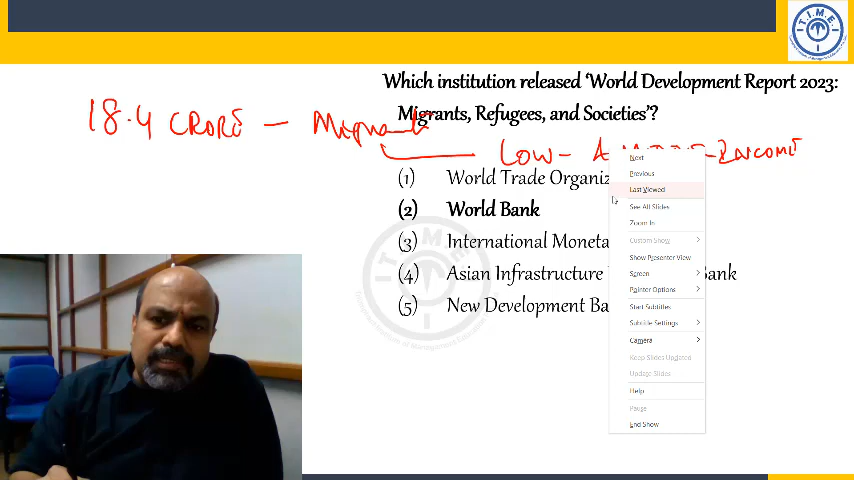 T.I.M.E.
Which institution released 'World Development Report 2023:
Migrants, Refugees, and Societies'?
18.4 CRORE - Migrants
LOW- & INCOME
(1) World Trade Organiz
(2) World Bank
(3) International Moneta
(4) Asian Infrastructure Bank
(5) New Development Ba
Next
Previous
Last Viewed
See All Slides
Zoom In
Custom Show
Show Presenter View
Screen
Pointer Options
Start Subtitles
Subtitle Settings
Camera
Keep Slides Updated
Update Slides
Help
Pause
End Show